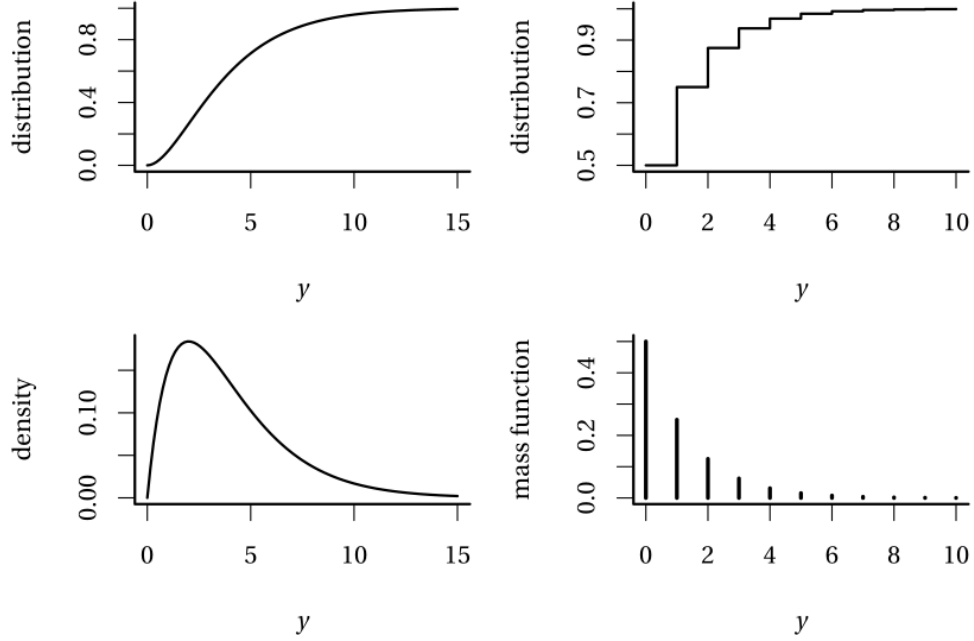 distribution
0.0 0.4 0.8
0 5 10 15
y
distribution
0.5 0.7 0.9
0 2 4 6 8 10
y
density
0.00 0.10
0 5 10 15
y
mass function
0.0 0.2 0.4
0 2 4 6 8 10
y